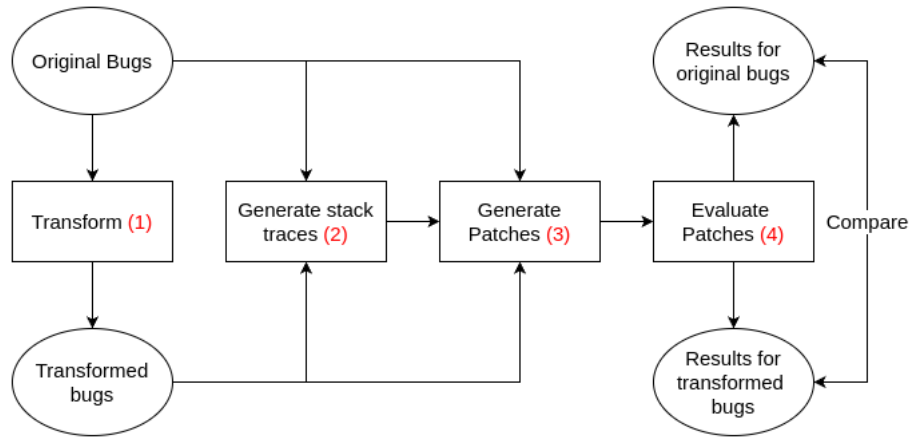 Original Bugs
Results for
original bugs
Transform (1)
Generate stack
traces (2)
Generate
Patches (3)
Evaluate
Patches (4)
Compare
Transformed
bugs
Results for
transformed
bugs